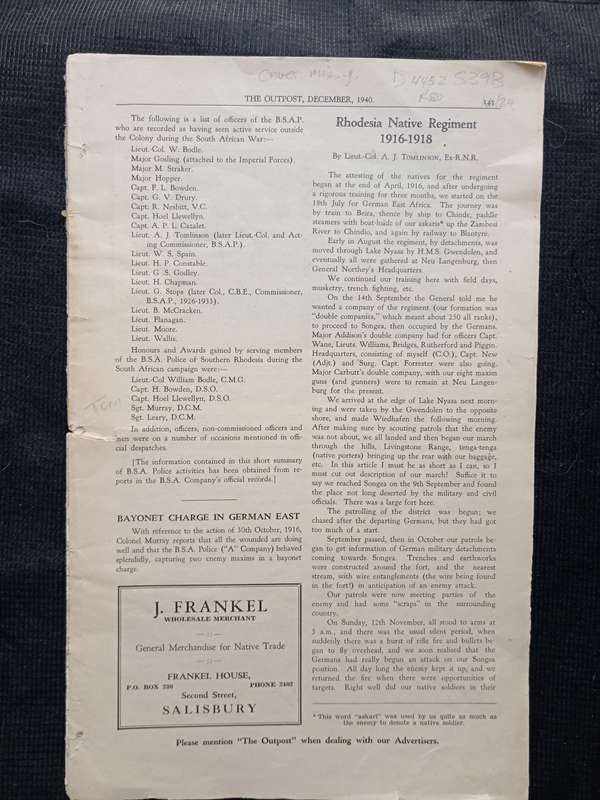 THE OUTPOST, DECEMBER, 1940.
The following is a list of officers of the B.S.A.P.
who are recorded as having seen active service outside
the Colony during the South African War:—
Lieut.-Col. W. Bodle.
Major Gosling (attached to the Imperial Forces).
Major M. Straker.
Major Hopper.
Capt. P. L. Bowden.
Capt. G. V. Drury.
Capt. R. Nesbitt, V.C.
Capt. Hoel Llewellyn.
Capt. A. P. L. Cazalet.
Lieut. A. J. Tomlinson (later Lieut.-Col. and Act-
ing Commissioner, B.S.A.P.).
Lieut. W. S. Spain.
Lieut. H. P. Constable.
Lieut. G .S. Godley.
Lieut. H. Chapman.
Lieut. G. Stops (later Col., C.B.E., Commissioner,
B.S.A.P., 1926-1933).
Lieut. B. McCracken.
Lieut. Flanagan.
Lieut. Moore.
Lieut. Wallis.
Honours and Awards gained by serving members
of the B.S.A. Police of Southern Rhodesia during the
South African campaign were:—
Lieut.-Col William Bodle, C.M.G.
Capt. H. Bowden, D.S.O.
Torn
Capt. Hoel Llewellyn, D.S.O.
Sgt. Murray, D.C.M.
Sgt. Leary, D.C.M.
In addition, officers, non-commissioned officers and
men were on a number of occasions mentioned in offi-
cial despatches.
[The information contained in this short summary
of B.S.A. Police activities has been obtained from re-
ports in the B.S.A. Company's official records.]
BAYONET CHARGE IN GERMAN EAST
With reference to the action of 30th October, 1916,
Colonel Murray reports that all the wounded are doing
well and that the B.S.A. Police ("A" Company) behaved
splendidly, capturing two enemy maxims in a bayonet
charge.
J. FRANKEL
WHOLESALE MERCHANT
General Merchandise for Native Trade
FRANKEL HOUSE,
P.O. BOX 280 PHONE 2402
Second Street,
SALISBURY
Rhodesia Native Regiment
1916-1918
By Lieut.-Col. A. J. TOMLINSON, Ex-R.N.R.
The attesting of the natives for the regiment
began at the end of April, 1916, and after undergoing
a rigorous training for three months, we started on the
18th July for German East Africa. The journey was
by train to Beira, thence by ship to Chinde, paddle
steamers with boat-loads of our askaris* up the Zambesi
River to Chindio, and again by railway to Blantyre.
Early in August the regiment, by detachments, was
moved through Lake Nyasa by H.M.S. Gwendolen, and
eventually all were gathered at Neu Langenburg, then
General Northey's Headquarters.
We continued our training here with field days,
musketry, trench fighting, etc.
On the 14th September the General told me he
wanted a company of the regiment (our formation was
"double companies," which meant about 250 all ranks),
to proceed to Songea, then occupied by the Germans.
Major Addison's double company had for officers Capt.
Wane, Lieuts. Williams, Bridges, Rutherford and Piggin.
Headquarters, consisting of myself (C.O.), Capt. New
(Adjt.) and Surg. Capt. Forrester were also going.
Major Carburt's double company, with our eight maxim
guns (and gunners) were to remain at Neu Langen-
burg for the present.
We arrived at the edge of Lake Nyasa next morn-
ing and were taken by the Gwendolen to the opposite
shore, and made Wiedhafen the following morning.
After making sure by scouting patrols that the enemy
was not about, we all landed and then began our march
through the hills, Livingstone Range, tenga-tenga
(native porters) bringing up the rear with our baggage,
etc. In this article I must be as short as I can, so I
must cut out description of our march! Suffice it to
say we reached Songea on the 9th September and found
the place not long deserted by the military and civil
officials. There was a large fort here.
The patrolling of the district was begun; we
chased after the departing Germans, but they had got
too much of a start.
September passed, then in October our patrols be-
gan to get information of German military detachments
coming towards Songea. Trenches and earthworks
were constructed around the fort, and the nearest
stream, with wire entanglements (the wire being found
in the fort!) in anticipation of an enemy attack.
Our patrols were now meeting parties of the
enemy and had some "scraps" in the surrounding
country.
On Sunday, 12th November, all stood to arms at
3 a.m., and there was the usual silent period, when
suddenly there was a burst of rifle fire and bullets be-
gan to fly overhead, and we soon realised that the
Germans had really begun an attack on our Songea
position. All day long the enemy kept it up, and we
returned the fire when there were opportunities of
targets. Right well did our native soldiers in their
* This word "askari" was used by us quite as much as
the enemy to denote a native soldier.
Please mention "The Outpost" when dealing with our Advertisers.